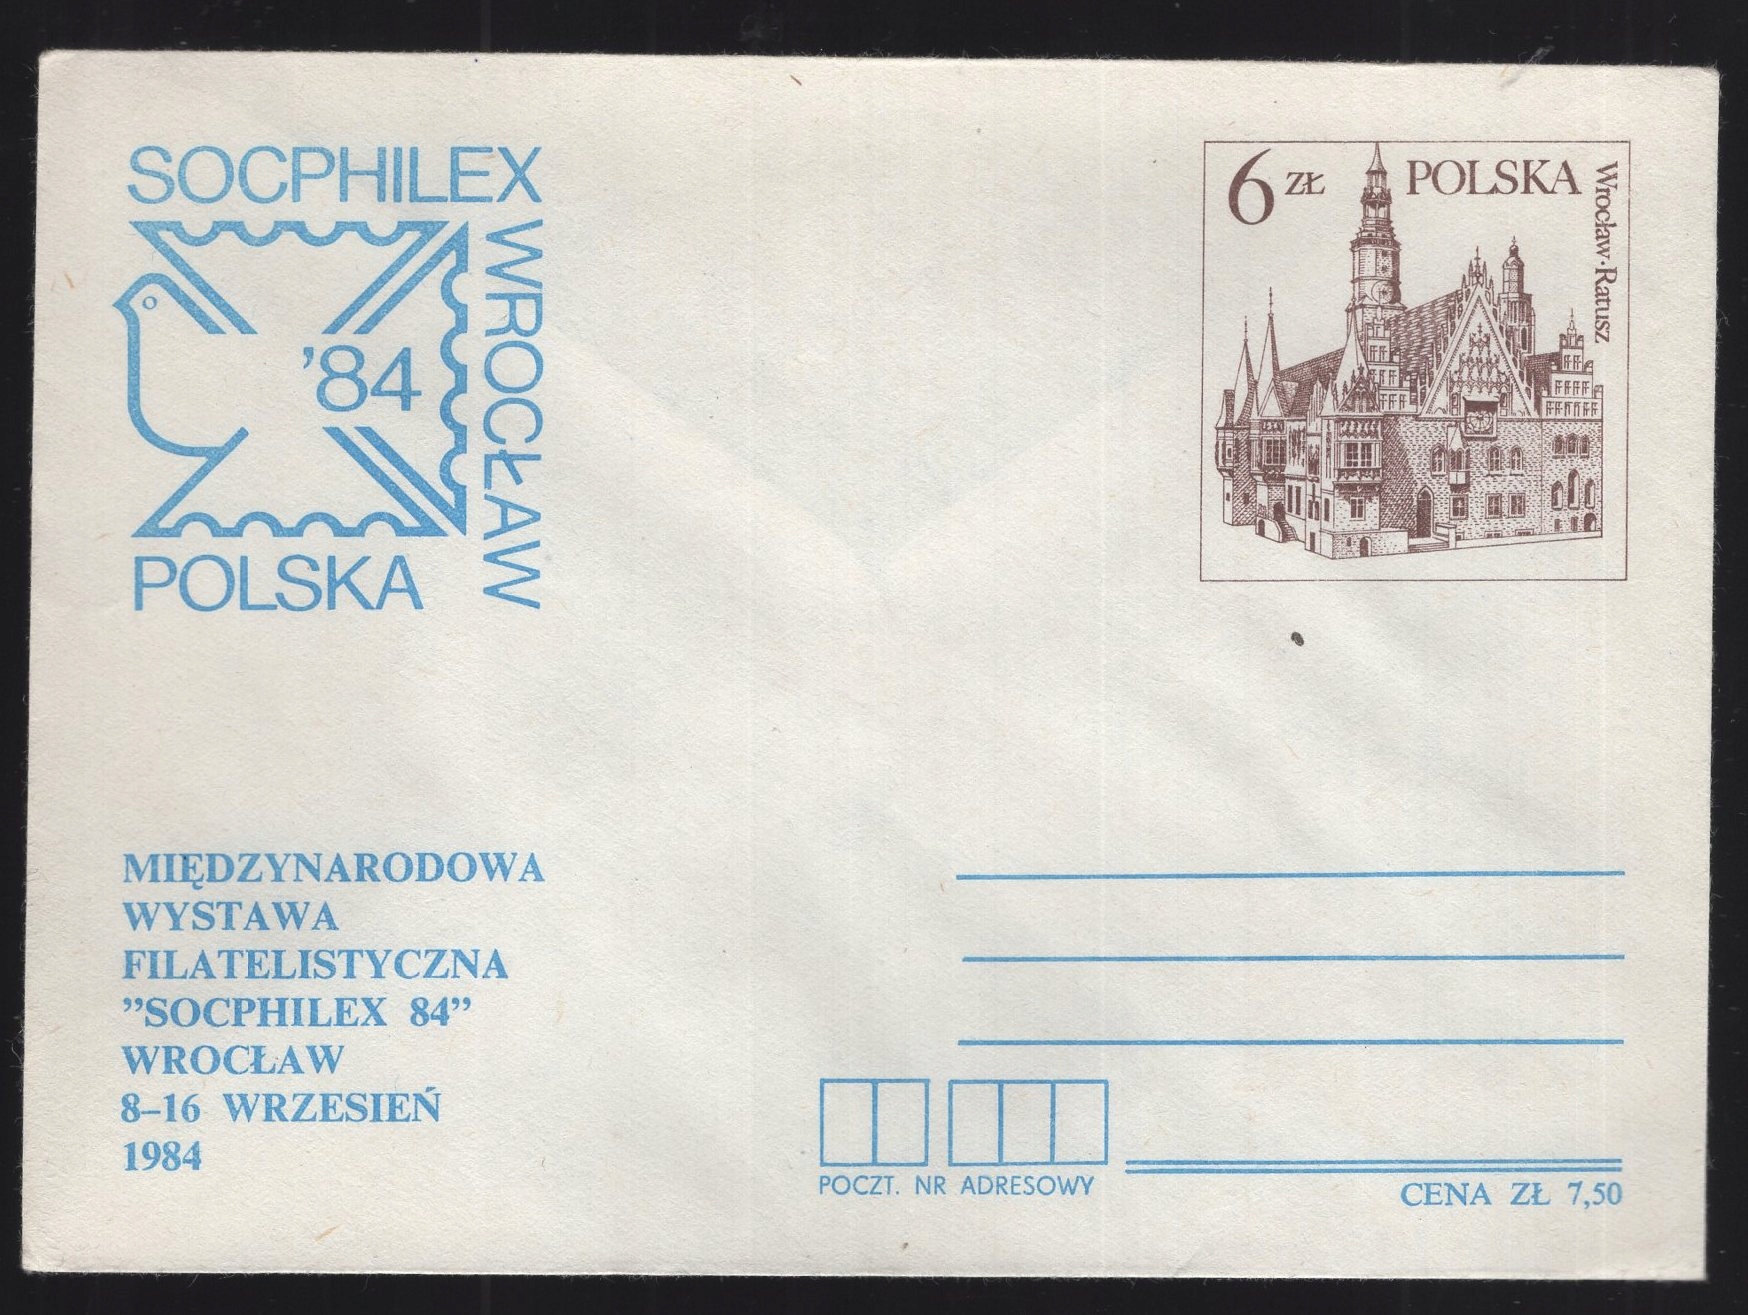 SOCPHILEX
WROCŁAW
'84
POLSKA
6 ZŁ POLSKA
Wrocław·Ratusz
MIĘDZYNARODOWA
WYSTAWA
FILATELISTYCZNA
”SOCPHILEX 84”
WROCŁAW
8–16 WRZESIEŃ
1984
POCZT. NR ADRESOWY
CENA ZŁ 7,50